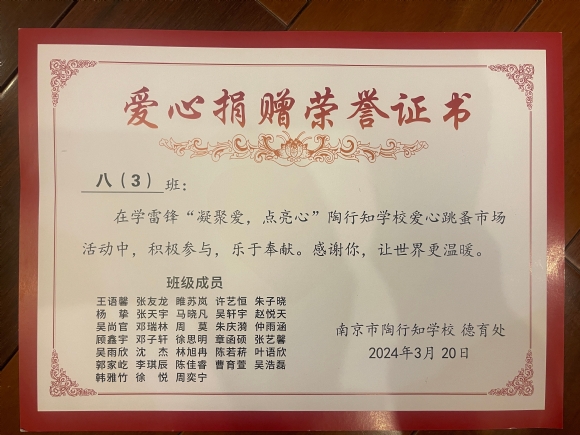 爱心捐赠荣誉证书
八（3）班：
在学雷锋“凝聚爱，点亮心”陶行知学校爱心跳蚤市场
活动中，积极参与，乐于奉献。感谢你，让世界更温暖。
班级成员
王语馨 张友龙 睢苏岚 许艺恒 朱子晓
杨 挚 张天宇 马晓凡 吴轩宇 赵悦天
吴尚官 邓瑞林 周 莫 朱庆漪 仲雨涵
顾鑫宇 邓子轩 徐思明 章函硕 张艺馨
吴雨欣 沈 杰 林旭冉 陈若菥 叶语欣
郭家屹 李琪辰 陈佳睿 曹育萱 吴浩磊
韩雅竹 徐 悦 周奕宁
南京市陶行知学校 德育处
2024年3月 20日